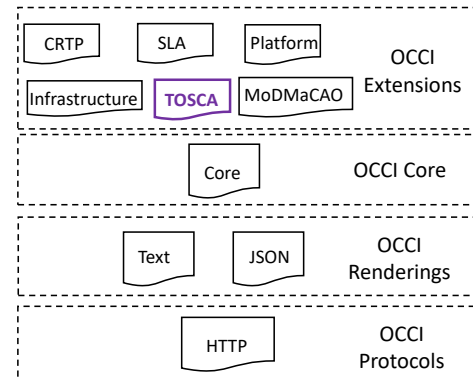 CRTP
SLA
Platform
OCCI
Extensions
Infrastructure
TOSCA
MoDMaCAO
Core
OCCI Core
Text
JSON
OCCI
Renderings
HTTP
OCCI
Protocols